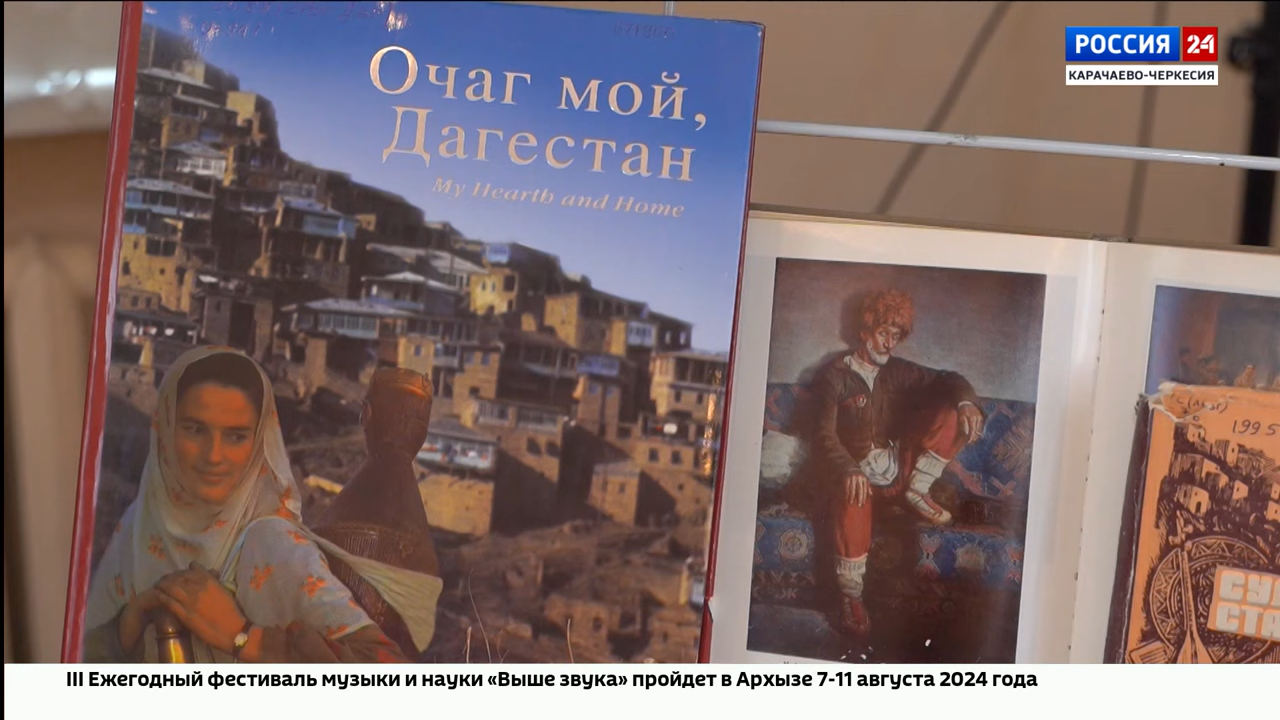 Очаг мой,
Дагестан
My Hearth and Home
РОССИЯ 24
КАРАЧАЕВО-ЧЕРКЕСИЯ
1995
III Ежегодный фестиваль музыки и науки «Выше звука» пройдет в Архызе 7-11 августа 2024 года